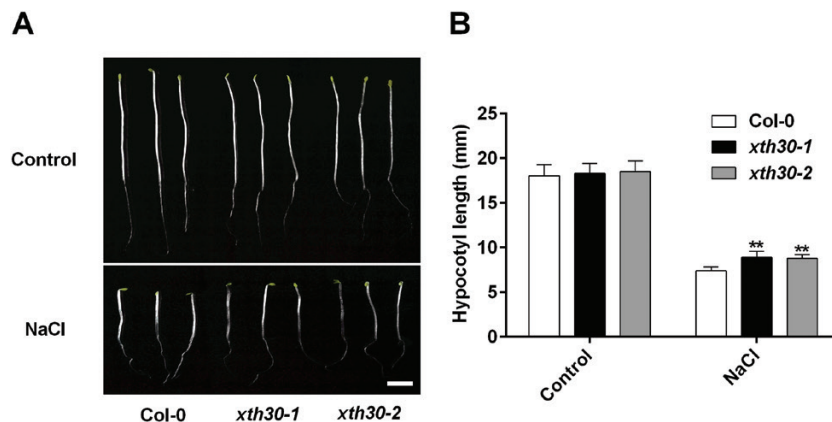 A
Control
NaCl
Col-0 xth30-1 xth30-2
B
Hypocotyl length (mm)
25
20
15
10
5
0
Col-0
xth30-1
xth30-2
** **
Control NaCl